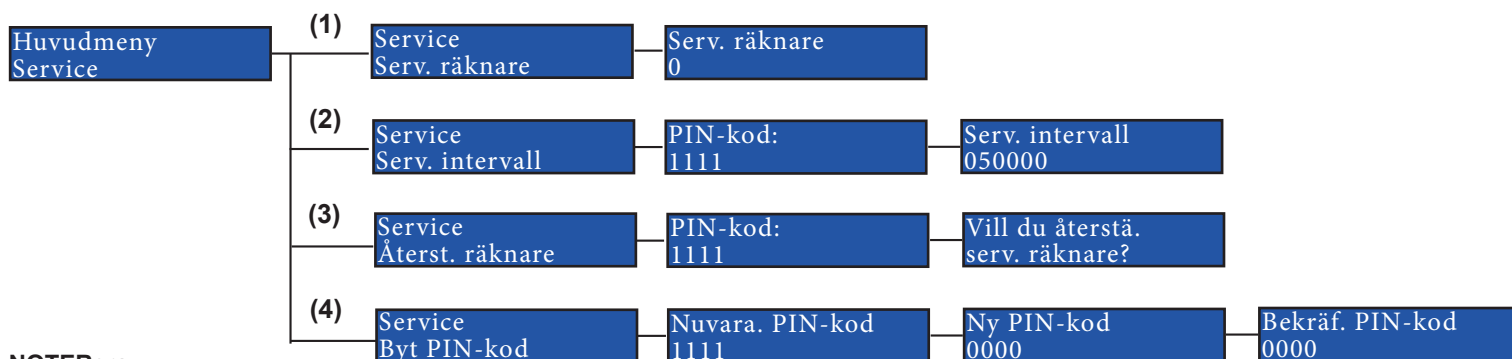 Huvudmeny
Service
(1)
Service
Serv. räknare
Serv. räknare
0
(2)
Service
Serv. intervall
PIN-kod:
1111
Serv. intervall
050000
(3)
Service
Återst. räknare
PIN-kod:
1111
Vill du återstä.
serv. räknare?
(4)
Service
Byt PIN-kod
Nuvara. PIN-kod
1111
Ny PIN-kod
0000
Bekräf. PIN-kod
0000